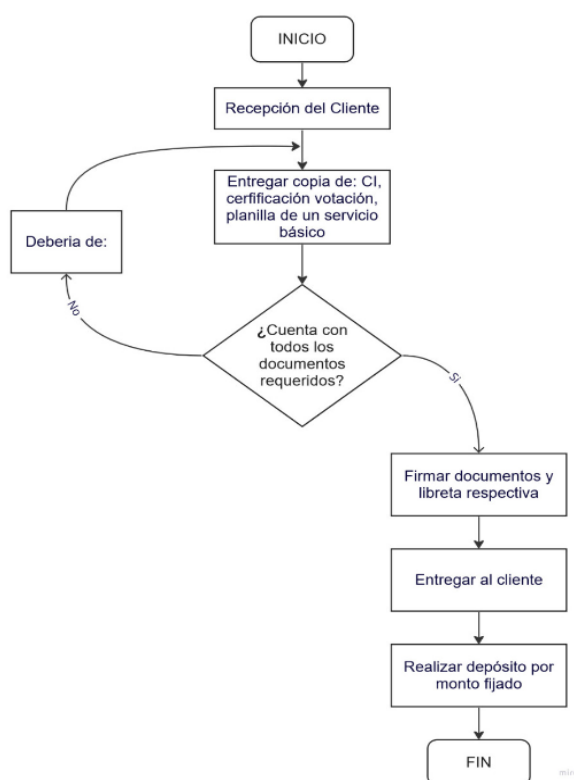 INICIO
Recepción del Cliente
Entregar copia de: CI,
cerfificación votación,
planilla de un servicio
básico
Deberia de:
¿Cuenta con
todos los
documentos
requeridos?
No
Si
Firmar documentos y
libreta respectiva
Entregar al cliente
Realizar depósito por
monto fijado
FIN